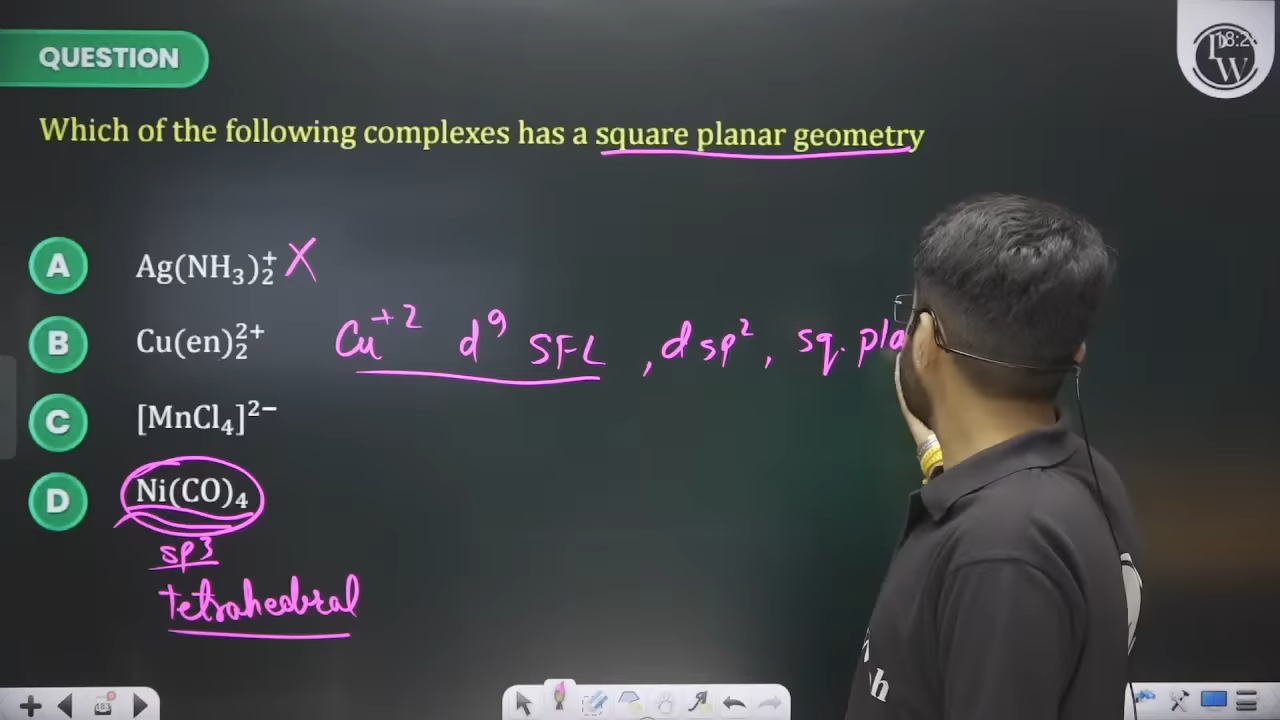 QUESTION
Which of the following complexes has a square planar geometry
A Ag(NH₃)₂⁺ X
B Cu(en)₂²⁺ Cu⁺² d⁹ SFL, dsp², sq. pla
C [MnCl₄]²⁻
D Ni(CO)₄
sp3
tetrahedral
PW